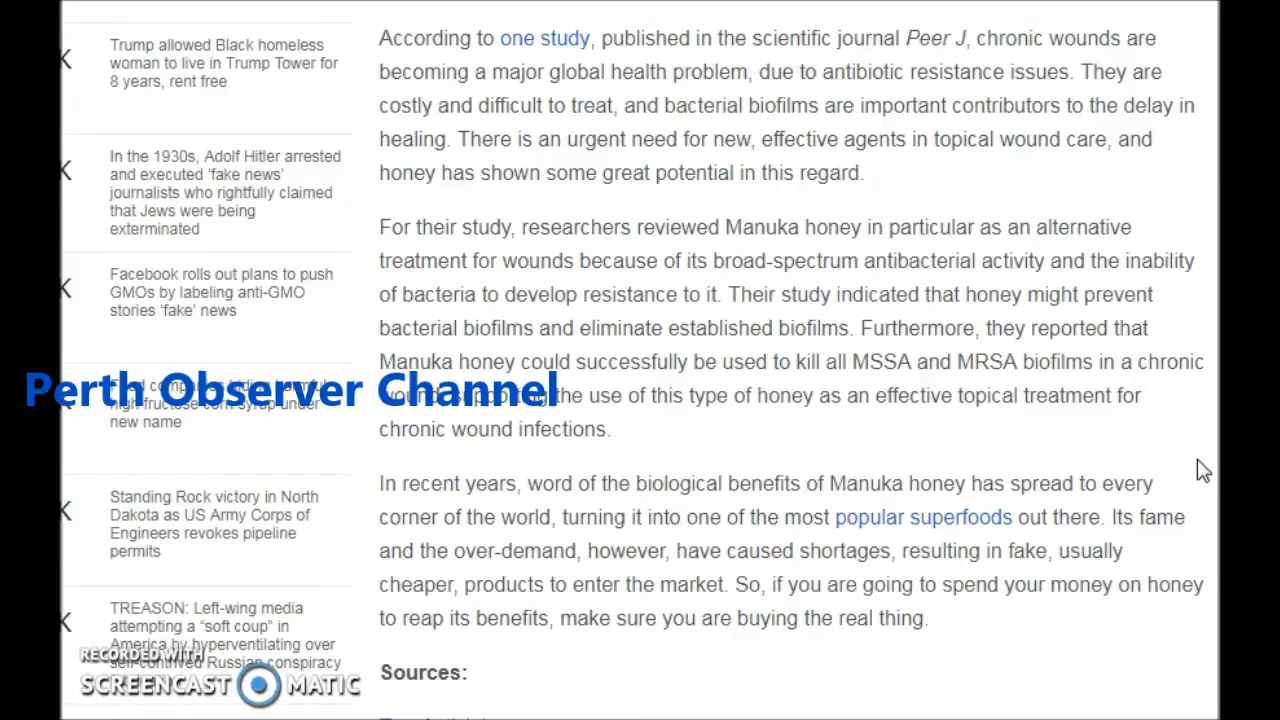 Trump allowed Black homeless
woman to live in Trump Tower for
8 years, rent free
In the 1930s, Adolf Hitler arrested
and executed ‘fake news’
journalists who rightfully claimed
that Jews were being
exterminated
Facebook rolls out plans to push
GMOs by labeling anti-GMO
stories ‘fake’ news
high fructose corn syrup under
new name
Standing Rock victory in North
Dakota as US Army Corps of
Engineers revokes pipeline
permits
TREASON: Left-wing media
attempting a “soft coup” in
America by hyperventilating over
self-contrived Russian conspiracy
According to one study, published in the scientific journal Peer J, chronic wounds are
becoming a major global health problem, due to antibiotic resistance issues. They are
costly and difficult to treat, and bacterial biofilms are important contributors to the delay in
healing. There is an urgent need for new, effective agents in topical wound care, and
honey has shown some great potential in this regard.
For their study, researchers reviewed Manuka honey in particular as an alternative
treatment for wounds because of its broad-spectrum antibacterial activity and the inability
of bacteria to develop resistance to it. Their study indicated that honey might prevent
bacterial biofilms and eliminate established biofilms. Furthermore, they reported that
Manuka honey could successfully be used to kill all MSSA and MRSA biofilms in a chronic
wound, supporting the use of this type of honey as an effective topical treatment for
chronic wound infections.
In recent years, word of the biological benefits of Manuka honey has spread to every
corner of the world, turning it into one of the most popular superfoods out there. Its fame
and the over-demand, however, have caused shortages, resulting in fake, usually
cheaper, products to enter the market. So, if you are going to spend your money on honey
to reap its benefits, make sure you are buying the real thing.
Sources:
Perth Observer Channel
RECORDED WITH
SCREENCAST MATIC